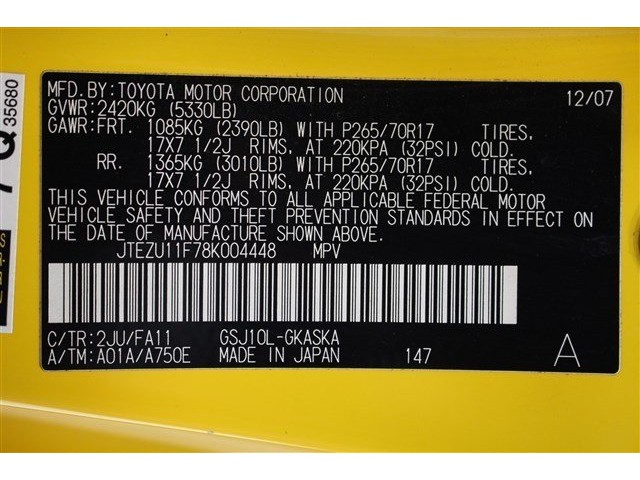 MFD.BY:TOYOTA MOTOR CORPORATION 12/07
GVWR:2420KG (5330LB)
GAWR:FRT. 1085KG (2390LB) WITH P265/70R17 TIRES,
17X7 1/2J RIMS, AT 220KPA (32PSI) COLD.
RR. 1365KG (3010LB) WITH P265/70R17 TIRES,
17X7 1/2J RIMS, AT 220KPA (32PSI) COLD.
THIS VEHICLE CONFORMS TO ALL APPLICABLE FEDERAL MOTOR
VEHICLE SAFETY AND THEFT PREVENTION STANDARDS IN EFFECT ON
THE DATE OF MANUFACTURE SHOWN ABOVE.
JTEZU11F78K004448 MPV
C/TR:2JU/FA11 GSJ10L-GKASKA
A/TM:A01A/A750E MADE IN JAPAN 147 A
35680